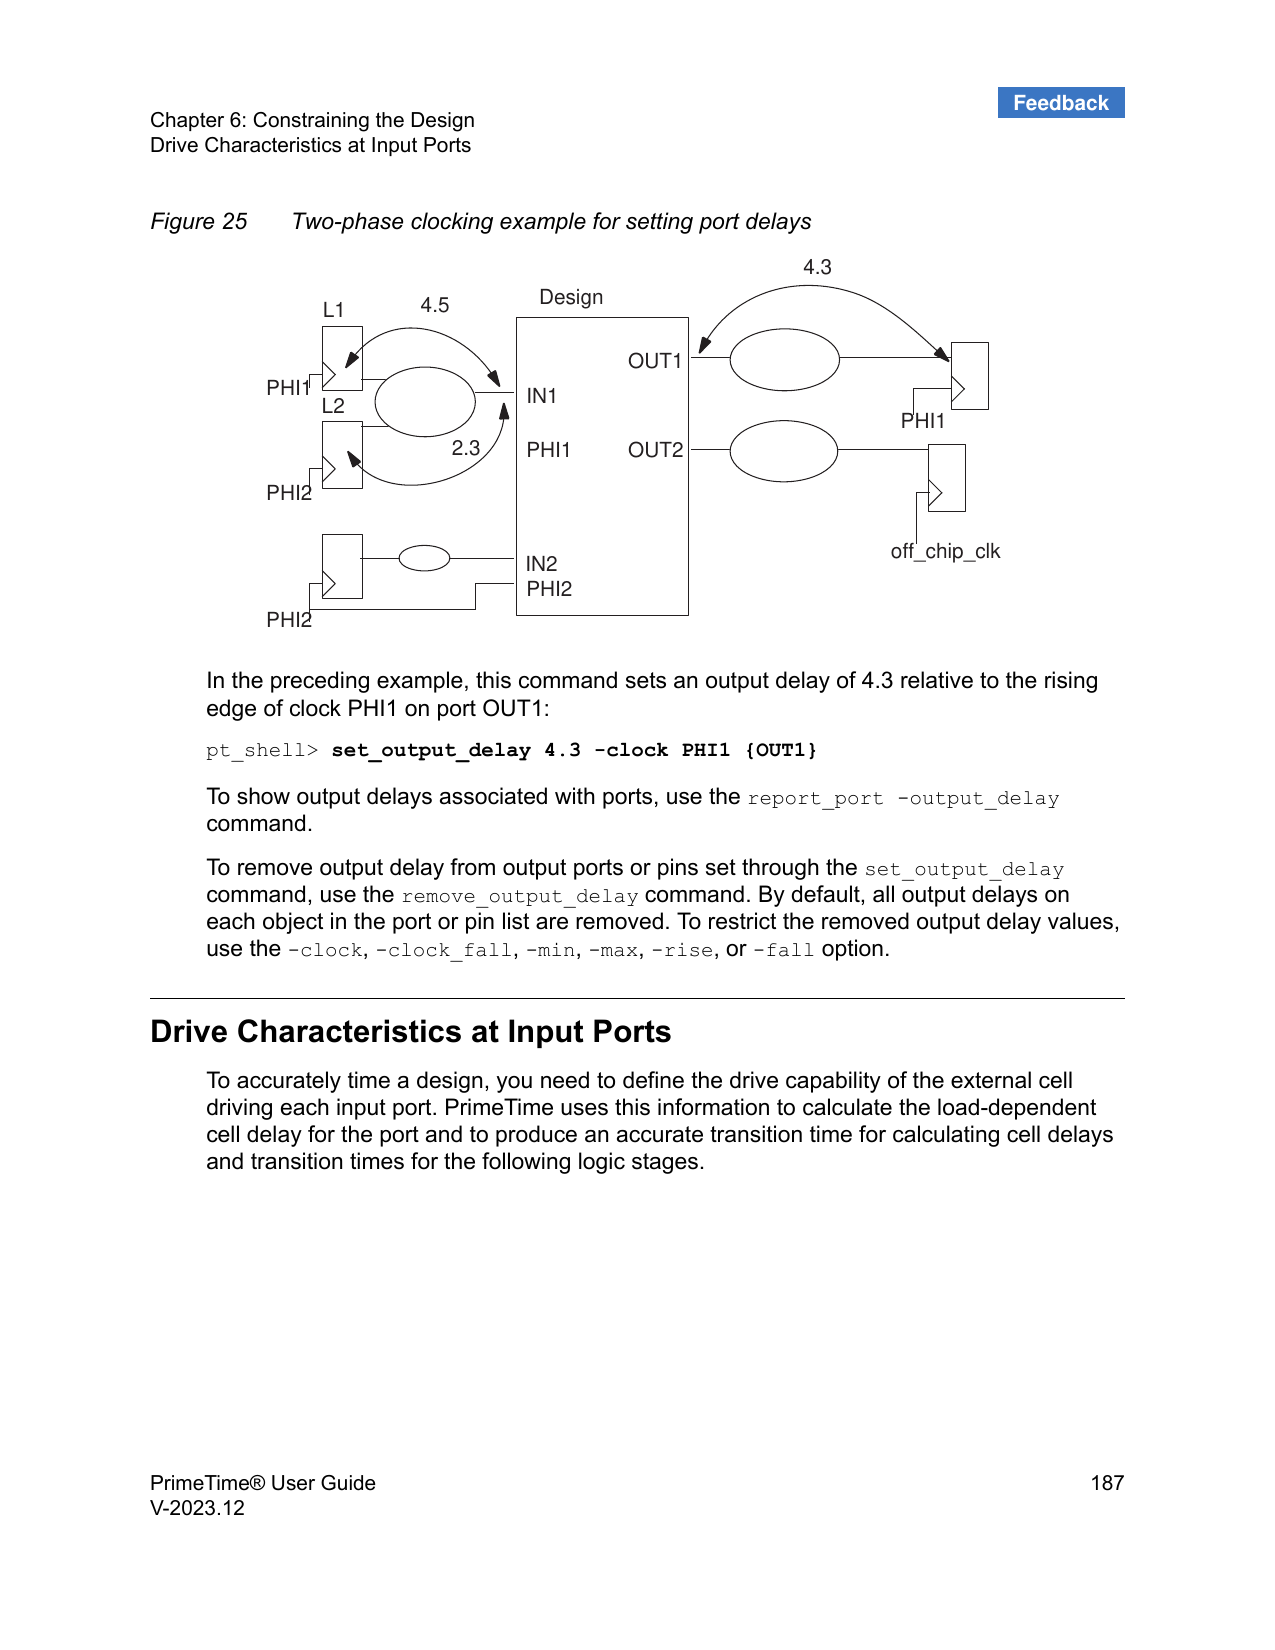 Feedback
Chapter 6: Constraining the Design
Drive Characteristics at Input Ports
Figure 25 Two-phase clocking example for setting port delays
4.3
Design
4.5
L1
OUT1
PHI1
IN1
L2
PHI1
2.3
PHI1
OUT2
PHI2
off_chip_clk
IN2
PHI2
PHI2
In the preceding example, this command sets an output delay of 4.3 relative to the rising
edge of clock PHI1 on port OUT1:
pt_shell> set_output_delay 4.3 -clock PHI1 {OUT1}
To show output delays associated with ports, use the report_port -output_delay
command.
To remove output delay from output ports or pins set through the set_output_delay
command, use the remove_output_delay command. By default, all output delays on
each object in the port or pin list are removed. To restrict the removed output delay values,
use the -clock, -clock_fall, -min, -max, -rise, or -fall option.
Drive Characteristics at Input Ports
To accurately time a design, you need to define the drive capability of the external cell
driving each input port. PrimeTime uses this information to calculate the load-dependent
cell delay for the port and to produce an accurate transition time for calculating cell delays
and transition times for the following logic stages.
PrimeTime® User Guide 187
V-2023.12